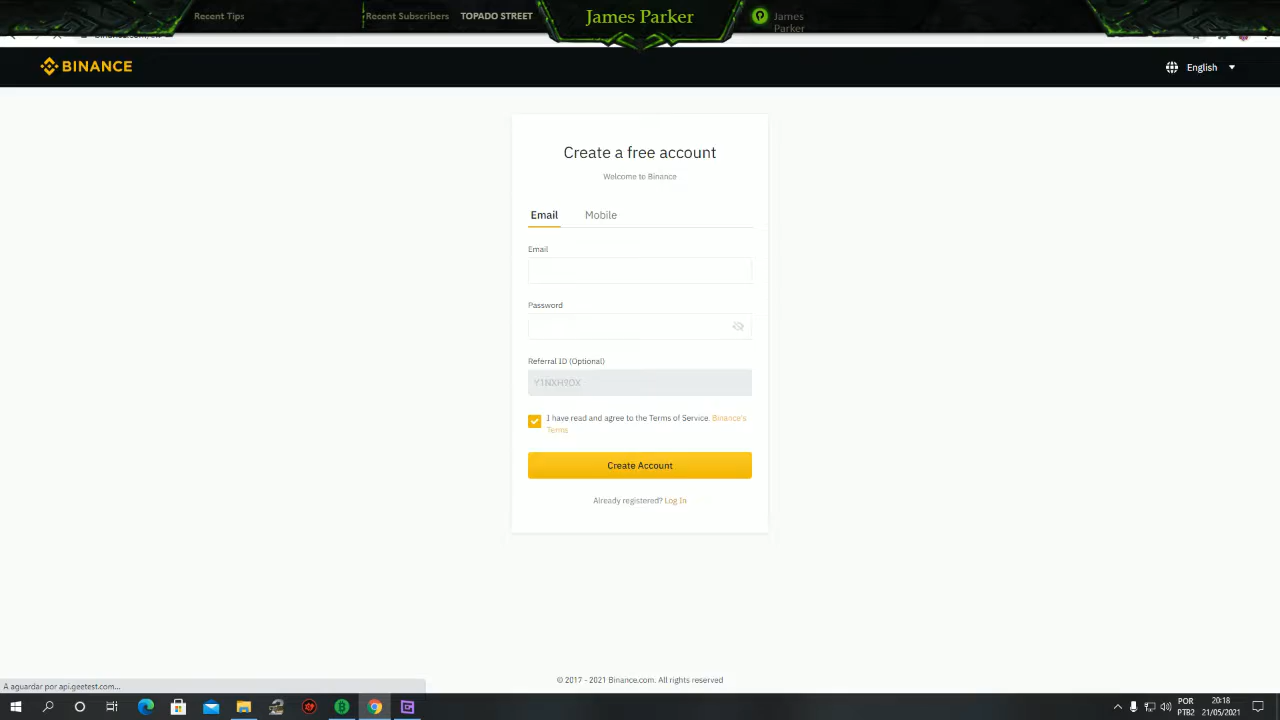 Recent Tips
Recent Subscribers TOPADO STREET
James Parker
James
Parker
BINANCE
English
Create a free account
Welcome to Binance
Email Mobile
Email
Password
Referral ID (Optional)
I have read and agree to the Terms of Service. Binance's
Terms
Create Account
Already registered? Log In
© 2017 - 2021 Binance.com. All rights reserved
A aguardar por api.geetest.com...
POR
PTB2
20:18
21/05/2021